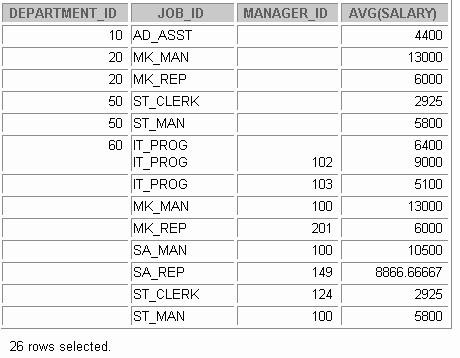 DEPARTMENT_ID JOB_ID MANAGER_ID AVG(SALARY)
10 AD_ASST 4400
20 MK_MAN 13000
20 MK_REP 6000
50 ST_CLERK 2925
50 ST_MAN 5800
60 IT_PROG 6400
IT_PROG 102 9000
IT_PROG 103 5100
MK_MAN 100 13000
MK_REP 201 6000
SA_MAN 100 10500
SA_REP 149 8866.66667
ST_CLERK 124 2925
ST_MAN 100 5800
26 rows selected.